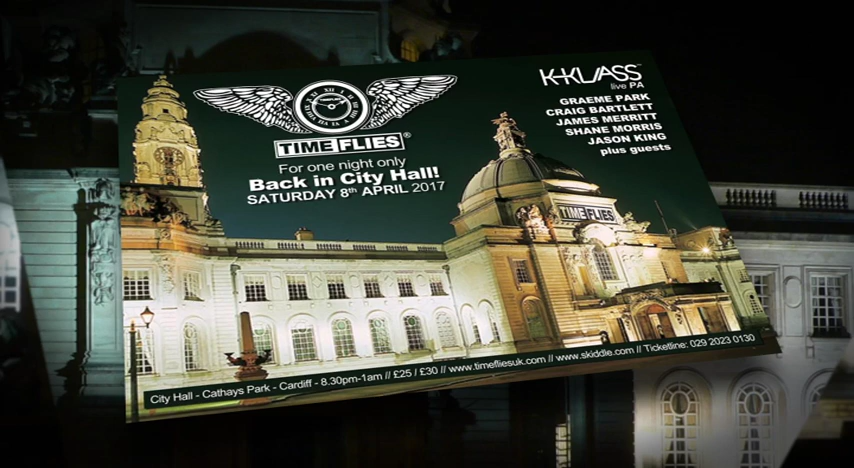 TIME FLIES®
For one night only
Back in City Hall!
SATURDAY 8th APRIL 2017
K-KLASS
live PA
GRAEME PARK
CRAIG BARTLETT
JAMES MERRITT
SHANE MORRIS
JASON KING
plus guests
TIME FLIES
City Hall - Cathays Park - Cardiff - 8.30pm-1am // £25 / £30 // www.timefliesuk.com // www.skiddle.com // Ticketline: 029 2023 0130